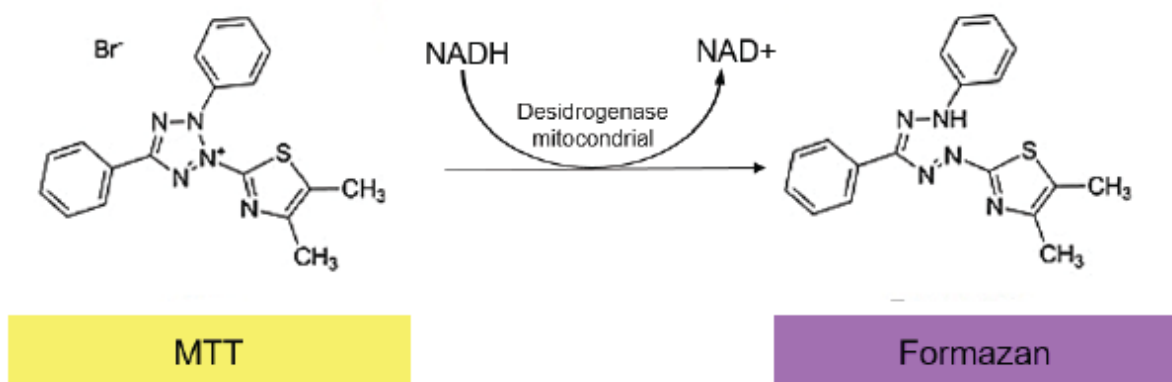 Br-
NADH
NAD+
Desidrogenase
mitocondrial
N
N
N
N+
S
N
CH3
CH3
N
NH
N
N
S
N
CH3
CH3
MTT
Formazan